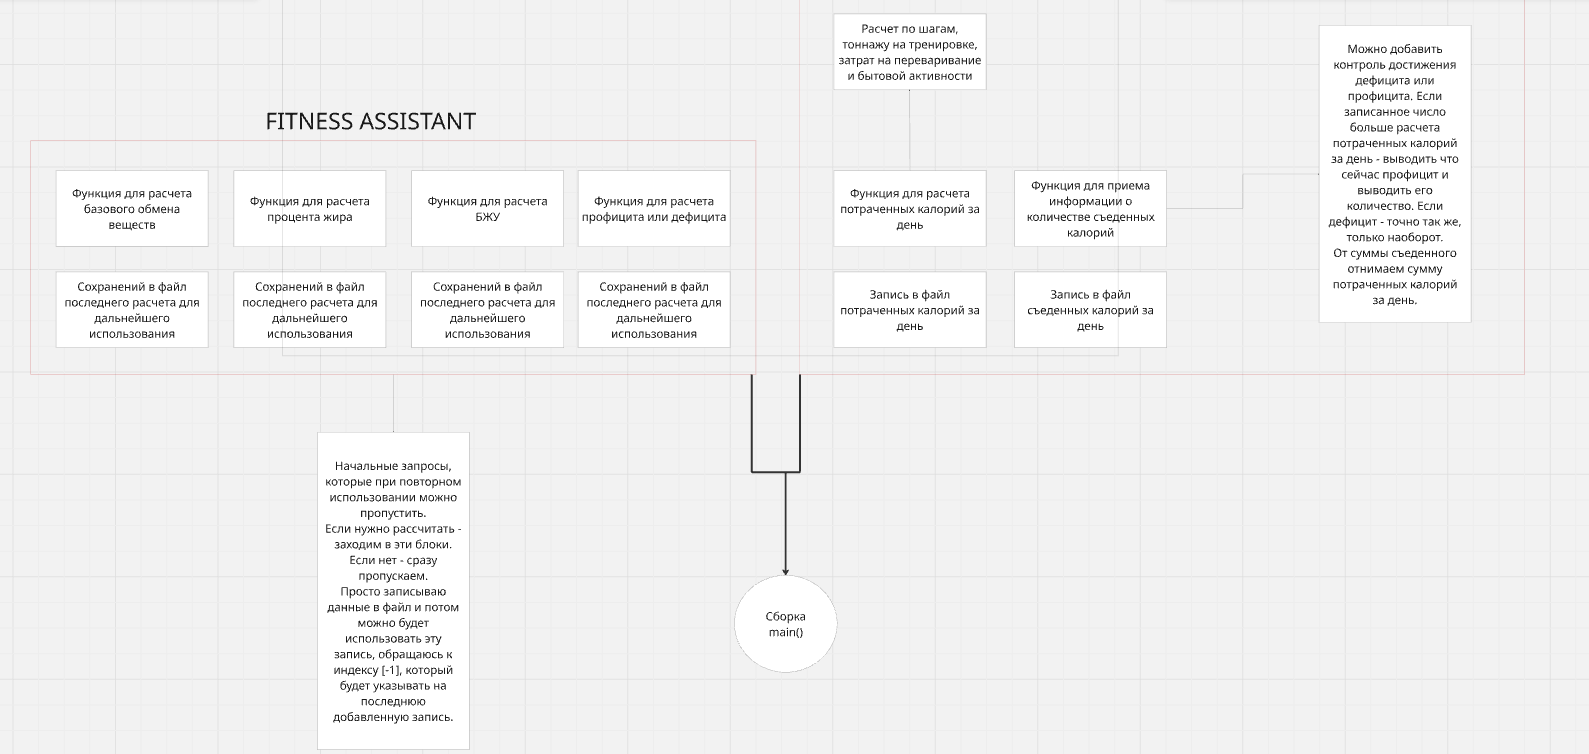 Расчет по шагам,
тоннажу на тренировке,
затрат на переваривание
и бытовой активности
Можно добавить
контроль достижения
дефицита или
профицита. Если
записанное число
больше расчета
потраченных калорий
за день - выводить что
сейчас профицит и
выводить его
количество. Если
дефицит - точно так же,
только наоборот.
От суммы съеденного
отнимаем сумму
потраченных калорий
за день.
FITNESS ASSISTANT
Функция для расчета
базового обмена
веществ
Функция для расчета
процента жира
Функция для расчета
БЖУ
Функция для расчета
профицита или дефицита
Функция для расчета
потраченных калорий за
день
Функция для приема
информации о
количестве съеденных
калорий
Сохранений в файл
последнего расчета для
дальнейшего
использования
Сохранений в файл
последнего расчета для
дальнейшего
использования
Сохранений в файл
последнего расчета для
дальнейшего
использования
Сохранений в файл
последнего расчета для
дальнейшего
использования
Запись в файл
потраченных калорий за
день
Запись в файл
съеденных калорий за
день
Начальные запросы,
которые при повторном
использовании можно
пропустить.
Если нужно рассчитать -
заходим в эти блоки.
Если нет - сразу
пропускаем.
Просто записываю
данные в файл и потом
можно будет
использовать эту
запись, обращаюсь к
индексу [-1], который
будет указывать на
последнюю
добавленную запись.
Сборка
main()